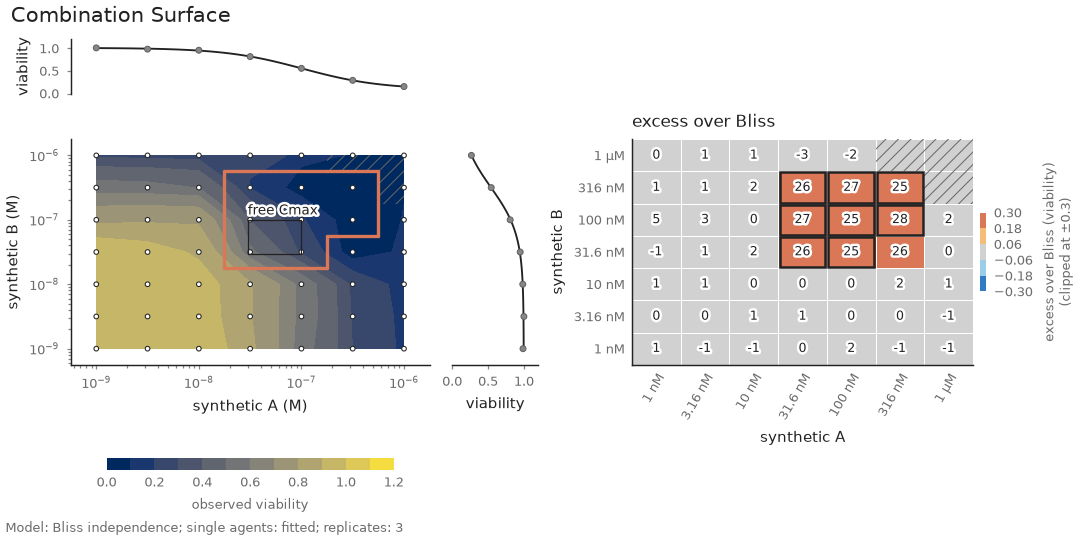 Combination Surface
viability
1.0
0.5
0.0
synthetic B (M)
10⁻⁶
10⁻⁷
10⁻⁸
10⁻⁹
free Cmax
10⁻⁹ 10⁻⁸ 10⁻⁷ 10⁻⁶
synthetic A (M)
0.0 0.5 1.0
viability
0.0 0.2 0.4 0.6 0.8 1.0 1.2
observed viability
excess over Bliss
synthetic B
1 µM 0 1 1 -3 -2
316 nM 1 1 2 26 27 25
100 nM 5 3 0 27 25 28 2
31.6 nM -1 1 2 26 25 26 0
10 nM 1 1 0 0 0 2 1
3.16 nM 0 0 1 1 0 0 -1
1 nM 1 -1 -1 0 2 -1 -1
1 nM 3.16 nM 10 nM 31.6 nM 100 nM 316 nM 1 µM
synthetic A
0.30
0.18
0.06
−0.06
−0.18
−0.30
excess over Bliss (viability)
(clipped at ±0.3)
Model: Bliss independence; single agents: fitted; replicates: 3